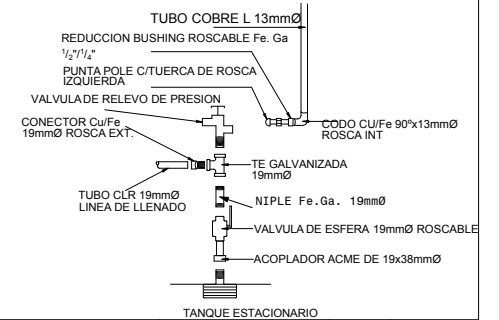 TUBO COBRE L 13mmØ
REDUCCION BUSHING ROSCABLE Fe. Ga
1/2"/1/4"
PUNTA POLE C/TUERCA DE ROSCA
IZQUIERDA
VALVULA DE RELEVO DE PRESION
CONECTOR Cu/Fe
19mmØ ROSCA EXT.
CODO CU/Fe 90ºx13mmØ
ROSCA INT
TE GALVANIZADA
19mmØ
TUBO CLR 19mmØ
LINEA DE LLENADO
NIPLE Fe.Ga. 19mmØ
VALVULA DE ESFERA 19mmØ ROSCABLE
ACOPLADOR ACME DE 19x38mmØ
TANQUE ESTACIONARIO